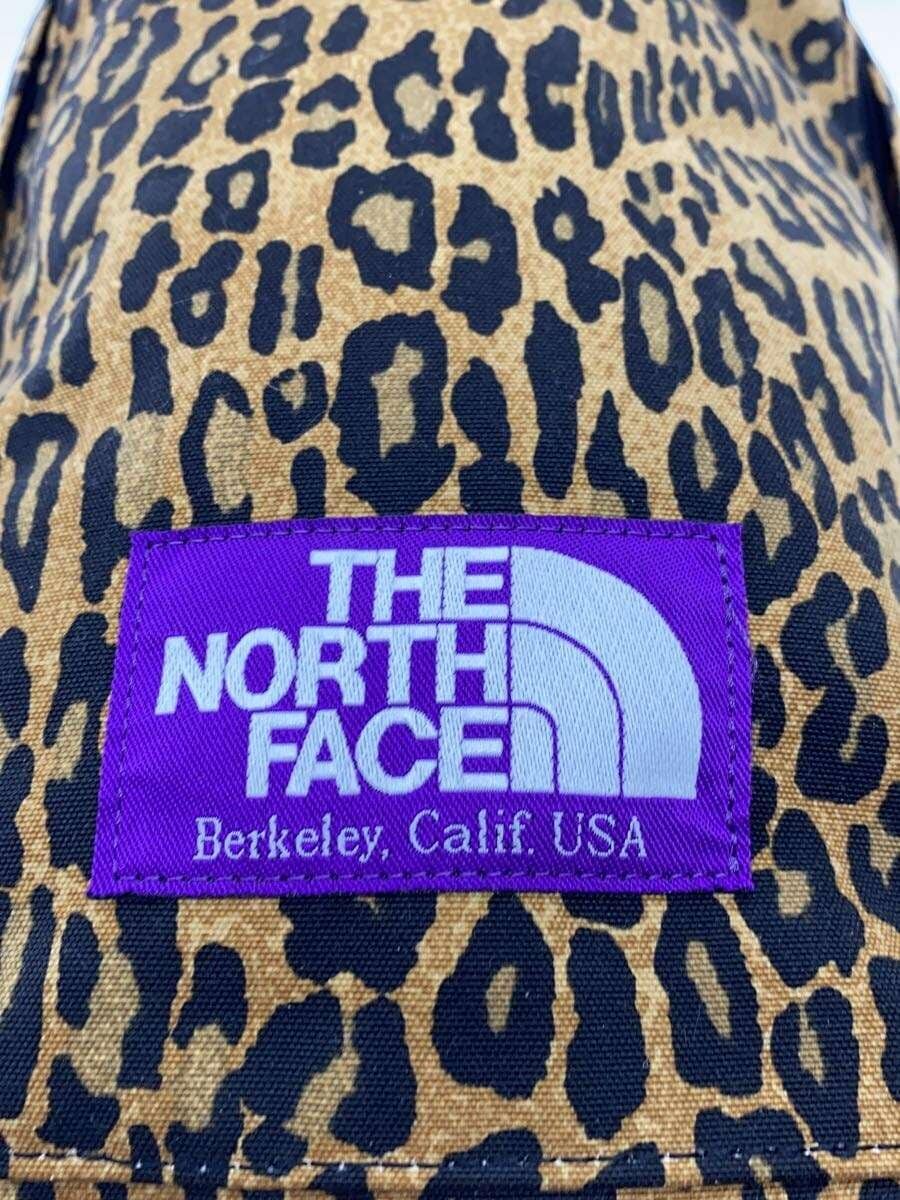 THE
NORTH
FACE
Berkeley, Calif. USA